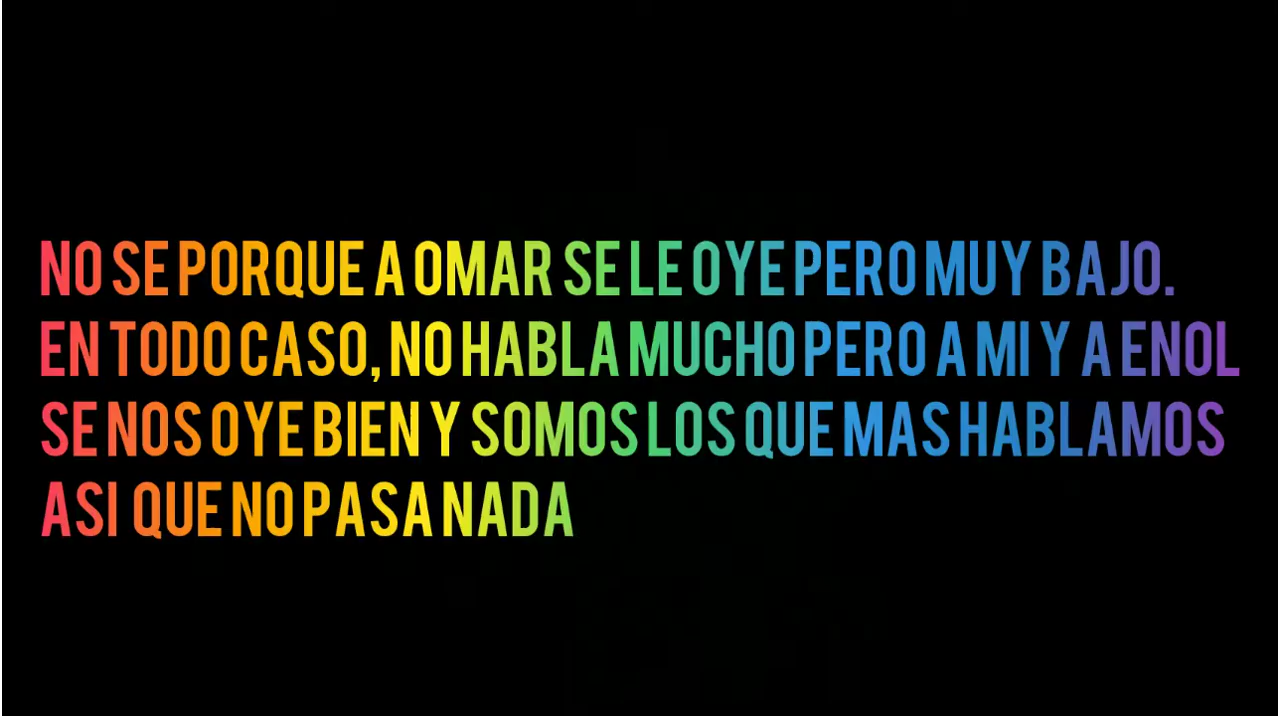 NO SE PORQUE A OMAR SE LE OYE PERO MUY BAJO.
EN TODO CASO, NO HABLA MUCHO PERO A MI Y A ENOL
SE NOS OYE BIEN Y SOMOS LOS QUE MAS HABLAMOS
ASI QUE NO PASA NADA